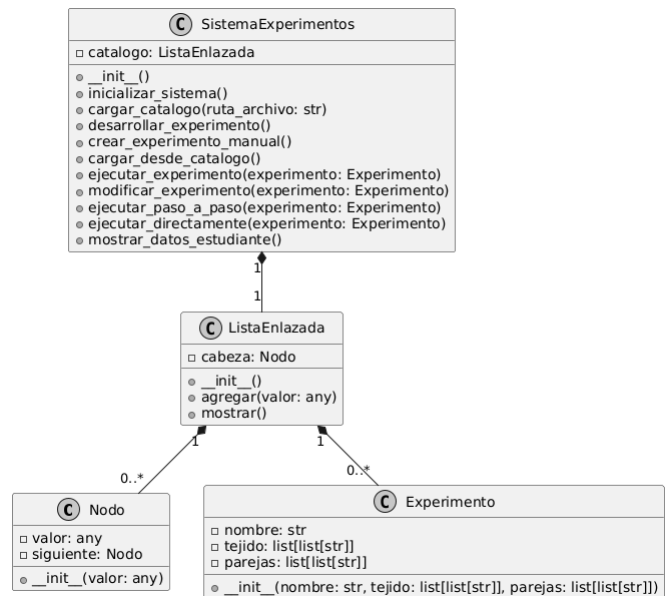 C SistemaExperimentos
catalogo: ListaEnlazada
__init__()
inicializar_sistema()
cargar_catalogo(ruta_archivo: str)
desarrollar_experimento()
crear_experimento_manual()
cargar_desde_catalogo()
ejecutar_experimento(experimento: Experimento)
modificar_experimento(experimento: Experimento)
ejecutar_paso_a_paso(experimento: Experimento)
ejecutar_directamente(experimento: Experimento)
mostrar_datos_estudiante()
1
1
C ListaEnlazada
cabeza: Nodo
__init__()
agregar(valor: any)
mostrar()
1
1
0..*
0..*
C Nodo
valor: any
siguiente: Nodo
__init__(valor: any)
C Experimento
nombre: str
tejido: list[list[str]]
parejas: list[list[str]]
__init__(nombre: str, tejido: list[list[str]], parejas: list[list[str]])